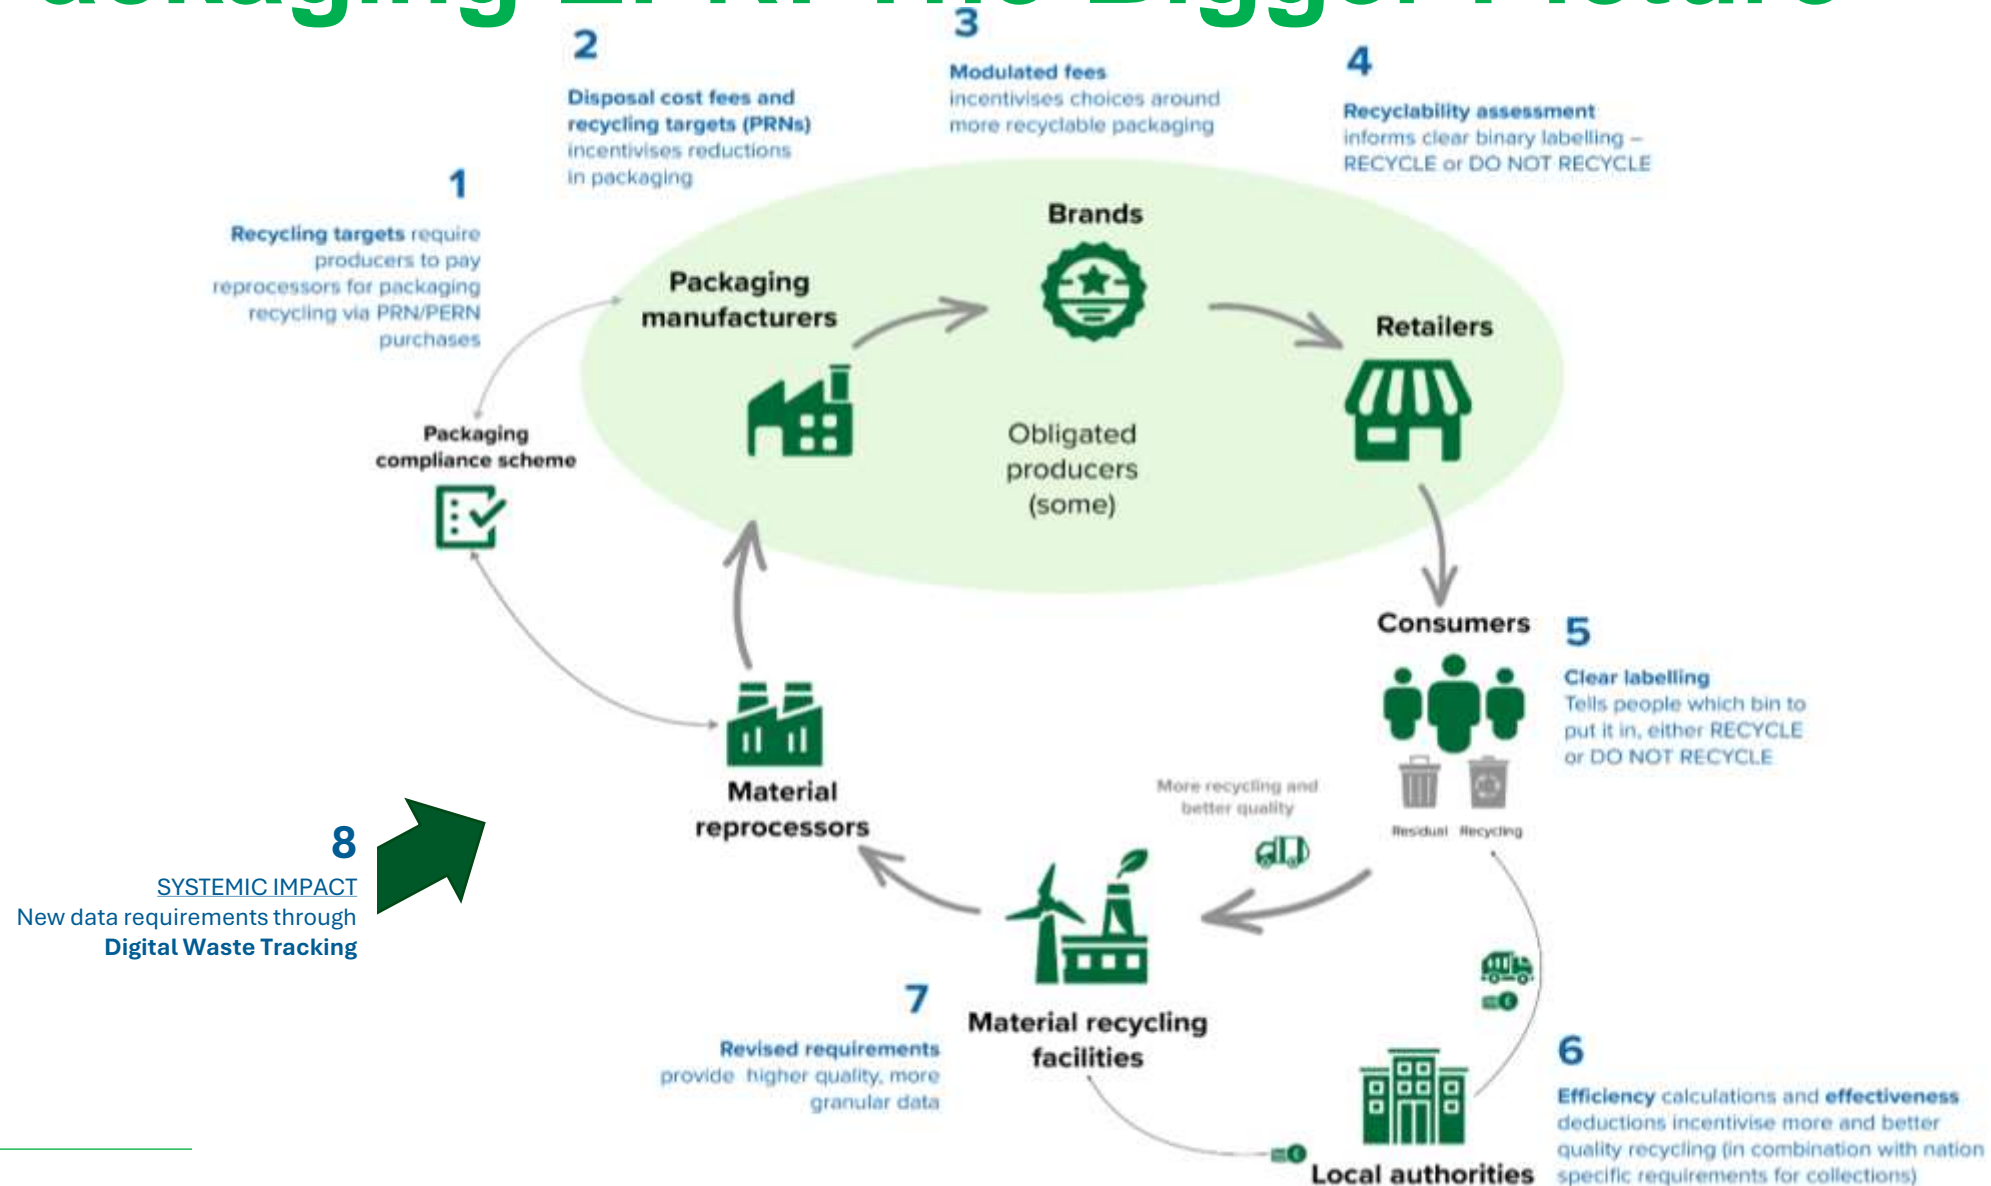 ackaging EPR: The Bigger Picture
2
Disposal cost fees and
recycling targets (PRNs)
incentivises reductions
in packaging
3
Modulated fees
incentivises choices around
more recyclable packaging
4
Recyclability assessment
informs clear binary labelling –
RECYCLE or DO NOT RECYCLE
1
Recycling targets require
producers to pay
reprocessors for packaging
recycling via PRN/PERN
purchases
Brands
Packaging
manufacturers
Retailers
Obligated
producers
(some)
Packaging
compliance scheme
Consumers
5
Clear labelling
Tells people which bin to
put it in, either RECYCLE
or DO NOT RECYCLE
Residual Recycling
More recycling and
better quality
Material
reprocessors
8
SYSTEMIC IMPACT
New data requirements through
Digital Waste Tracking
7
Revised requirements
provide higher quality, more
granular data
Material recycling
facilities
6
Efficiency calculations and effectiveness
deductions incentivise more and better
quality recycling (in combination with nation
specific requirements for collections)
Local authorities